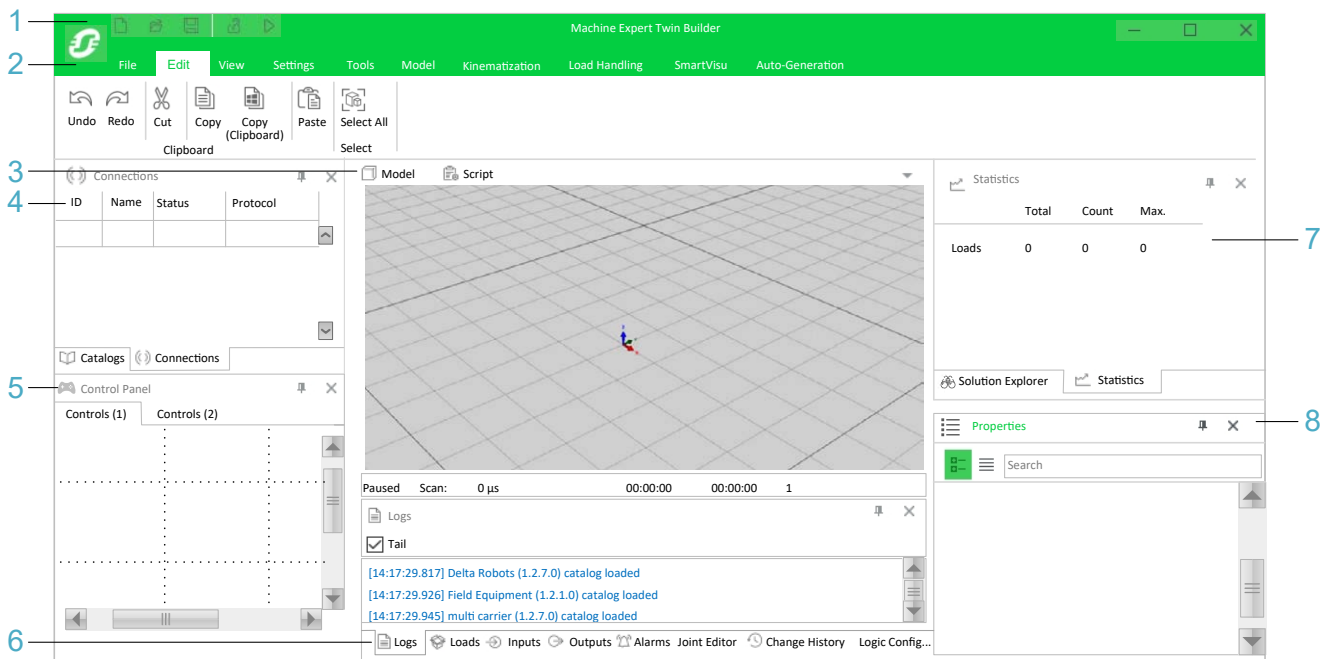 1
Machine Expert Twin Builder
2
File Edit View Settings Tools Model Kinematization Load Handling SmartVisu Auto-Generation
Undo Redo Cut Copy Copy (Clipboard) Paste Select All
Clipboard Select
3
Connections
Model Script
Statistics
4
ID Name Status Protocol
Total Count Max.
7
Loads 0 0 0
Catalogs Connections
Solution Explorer Statistics
5
Control Panel
Controls (1) Controls (2)
8
Properties
Search
Paused Scan: 0 µs 00:00:00 00:00:00 1
Logs
Tail
[14:17:29.817] Delta Robots (1.2.7.0) catalog loaded
[14:17:29.926] Field Equipment (1.2.1.0) catalog loaded
[14:17:29.945] multi carrier (1.2.7.0) catalog loaded
6
Logs Loads Inputs Outputs Alarms Joint Editor Change History Logic Config...